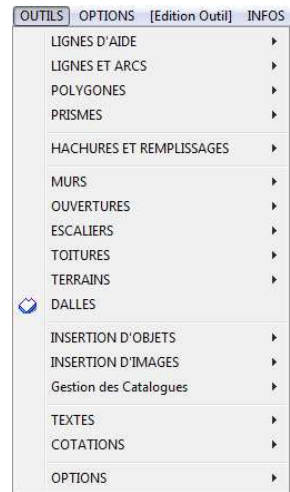 OUTILS OPTIONS [Edition Outil] INFOS
LIGNES D'AIDE
LIGNES ET ARCS
POLYGONES
PRISMES
HACHURES ET REMPLISSAGES
MURS
OUVERTURES
ESCALIERS
TOITURES
TERRAINS
DALLES
INSERTION D'OBJETS
INSERTION D'IMAGES
Gestion des Catalogues
TEXTES
COTATIONS
OPTIONS